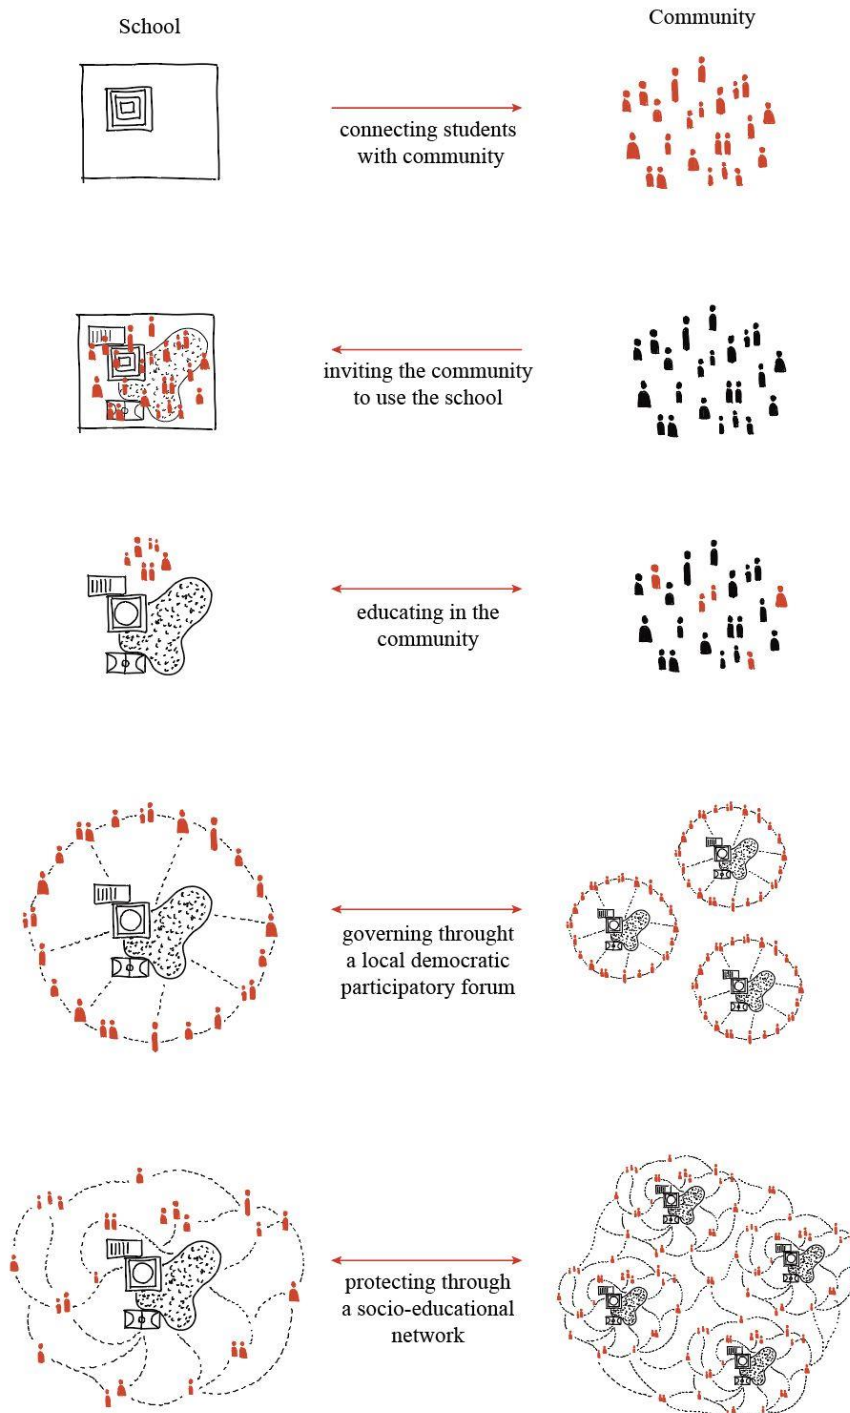 School
Community
connecting students
with community
inviting the community
to use the school
educating in the
community
governing throught
a local democratic
participatory forum
protecting through
a socio-educational
network